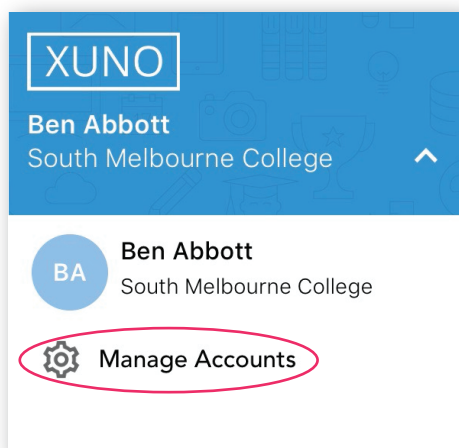 XUNO
Ben Abbott
South Melbourne College
BA
Ben Abbott
South Melbourne College
Manage Accounts